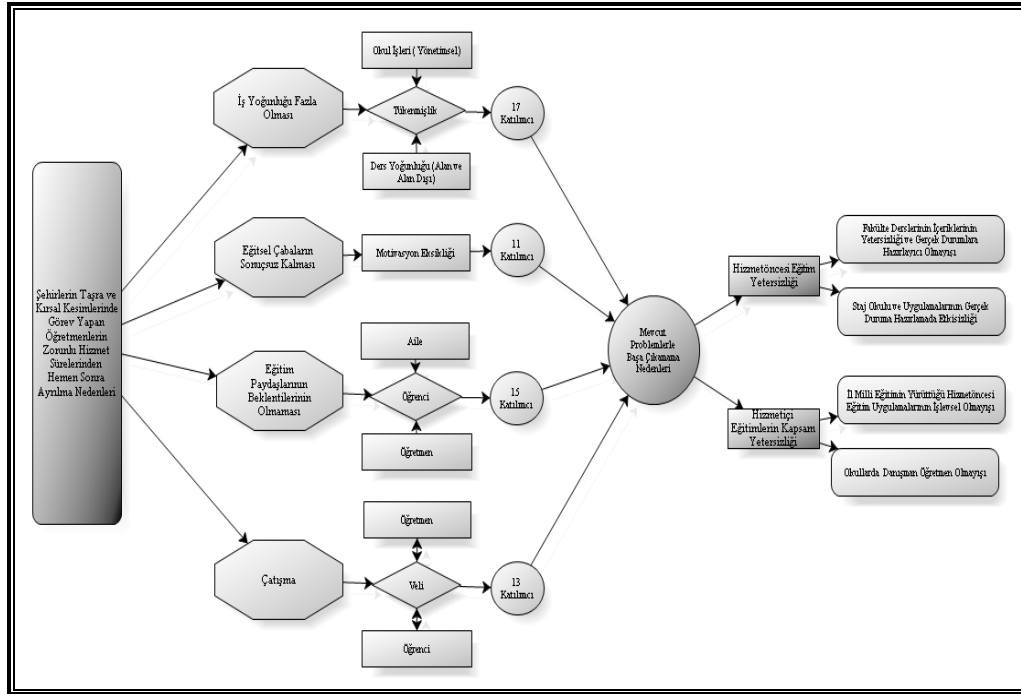 Şehirlerin Taşra ve
Kırsal Kesimlerinde
Görev Yapan
Öğretmenlerin
Zorunlu Hizmet
Sürelerinden
Hemen Sonra
Ayrılma Nedenleri
İş Yoğunluğu Fazla
Olması
Okul İşleri ( Yönetimsel)
Tükenmişlik
Ders Yoğunluğu (Alan ve
Alan Dışı)
17
Katılımcı
Eğitsel Çabaların
Sonuçsuz Kalması
Motivasyon Eksikliği
11
Katılımcı
Eğitim
Paydaşlarının
Beklentilerinin
Olmaması
Aile
Öğrenci
Öğretmen
15
Katılımcı
Çatışma
Öğretmen
Veli
Öğrenci
13
Katılımcı
Mevcut
Problemlerle
Başa Çıkamama
Nedenleri
Hizmetöncesi Eğitim
Yetersizliği
Fakülte Derslerinin İçeriklerinin
Yetersizliği ve Gerçek Durumlara
Hazırlayıcı Olmayışı
Staj Okulu ve Uygulamalarının Gerçek
Duruma Hazırlamada Etkisizliği
Hizmetiçi
Eğitimlerin Kapsam
Yetersizliği
İl Milli Eğitimin Yürüttüğü Hizmetöncesi
Eğitim Uygulamalarının İşlevsel Olmayışı
Okullarda Danışman Öğretmen Olmayışı